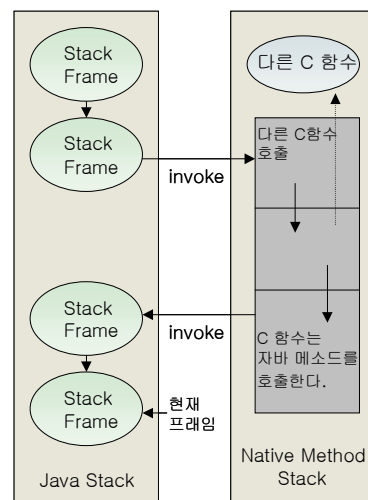 Stack
Frame
다른 C 함수
Stack
Frame
다른 C함수
호출
invoke
Stack
Frame
invoke
C 함수는
자바 메소드를
호출한다.
Stack
Frame
현재
프래임
Java Stack
Native Method
Stack